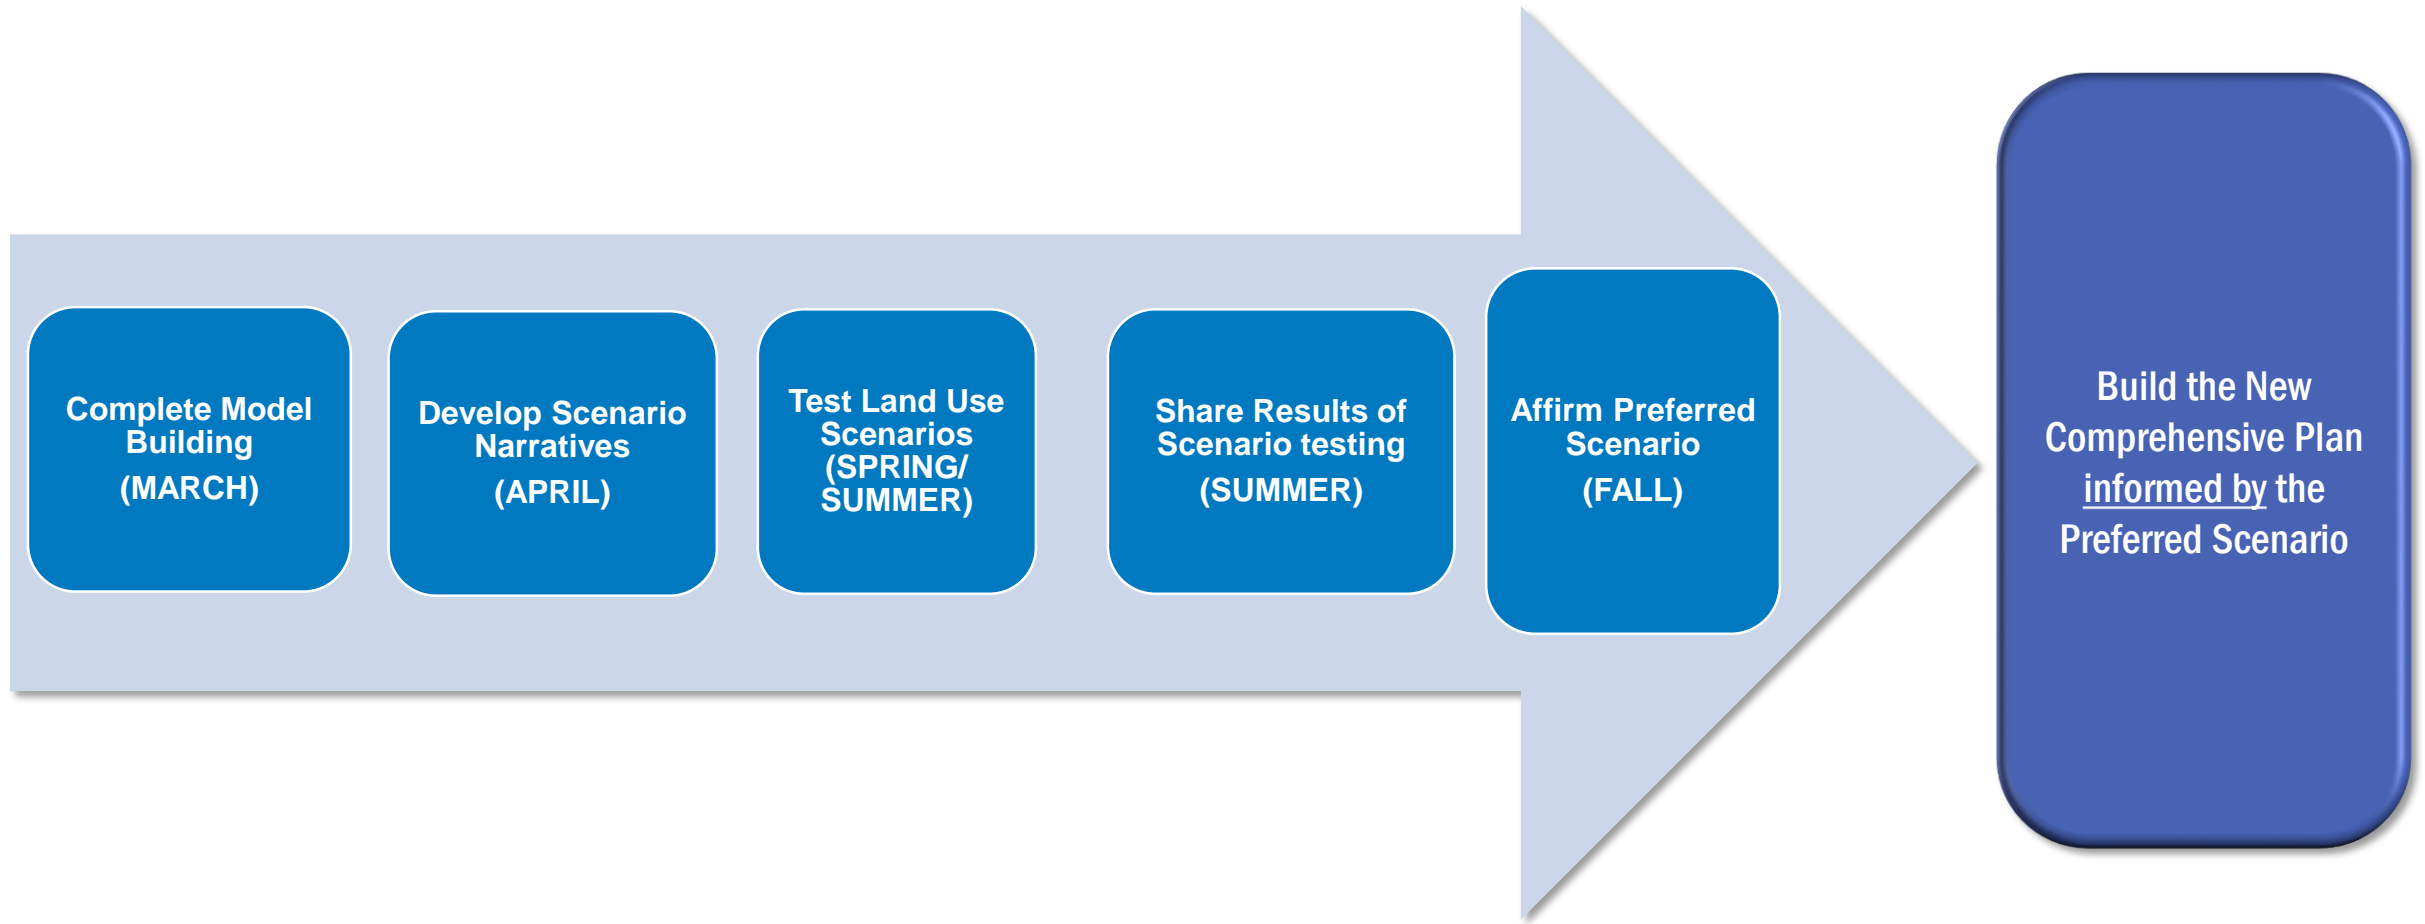 Complete Model
Building
(MARCH)
Develop Scenario
Narratives
(APRIL)
Test Land Use
Scenarios
(SPRING/
SUMMER)
Share Results of
Scenario testing
(SUMMER)
Affirm Preferred
Scenario
(FALL)
Build the New
Comprehensive Plan
informed by the
Preferred Scenario